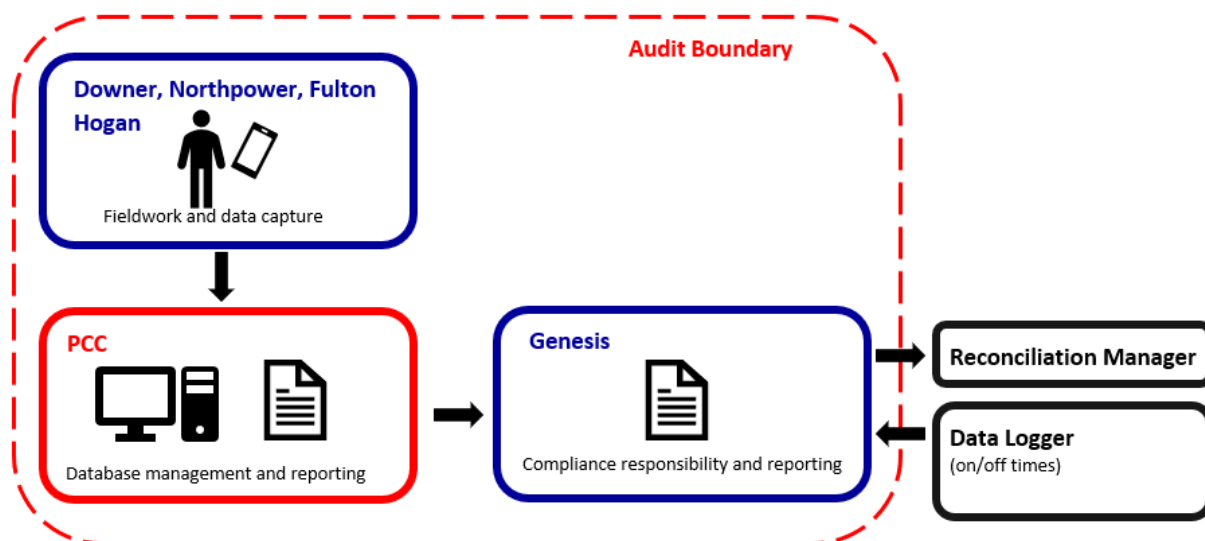 Audit Boundary
Downer, Northpower, Fulton
Hogan
Fieldwork and data capture
PCC
Database management and reporting
Genesis
Compliance responsibility and reporting
Reconciliation Manager
Data Logger
(on/off times)